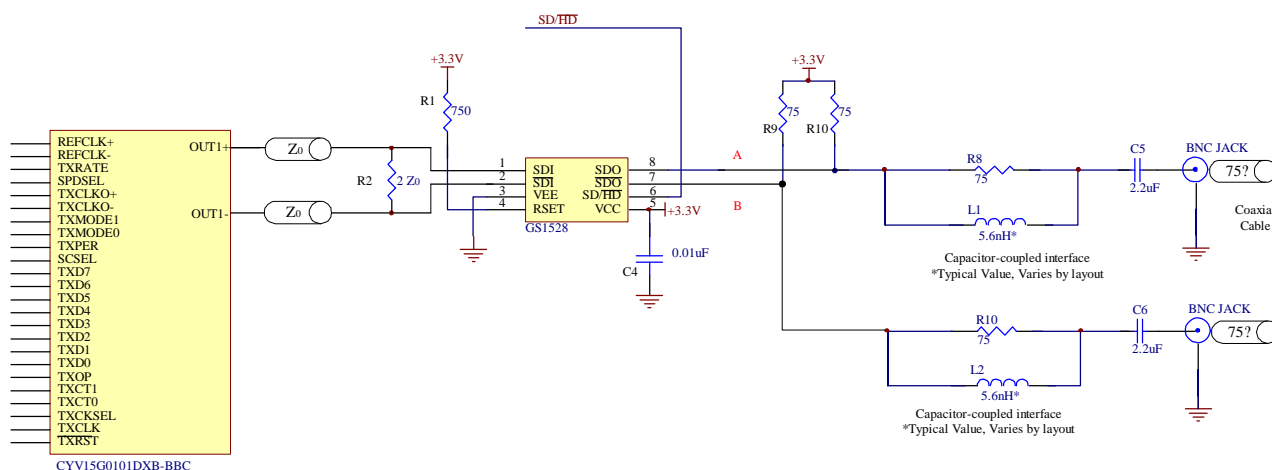 SD/HD
+3.3V
R1
750
+3.3V
75
75
R9
R10
REFCLK+
REFCLK-
TXRATE
SPDSEL
TXCLKO+
TXCLKO-
TXMODE1
TXMODE0
TXPER
SCSEL
TXD7
TXD6
TXD5
TXD4
TXD3
TXD2
TXD1
TXD0
TXOP
TXCT1
TXCT0
TXCKSEL
TXCLK
TXRST
OUT1+
OUT1-
CYV15G0101DXB-BBC
Z0
Z0
R2
2 Z0
1
2
3
4
SDI
SDI
VEE
RSET
SDO
SDO
SD/HD
VCC
8
7
6
5
GS1528
+3.3V
0.01uF
C4
A
B
R8
75
L1
5.6nH*
Capacitor-coupled interface
*Typical Value, Varies by layout
C5
2.2uF
BNC JACK
75?
Coaxia
Cable
R10
75
L2
5.6nH*
Capacitor-coupled interface
*Typical Value, Varies by layout
C6
2.2uF
BNC JACK
75?